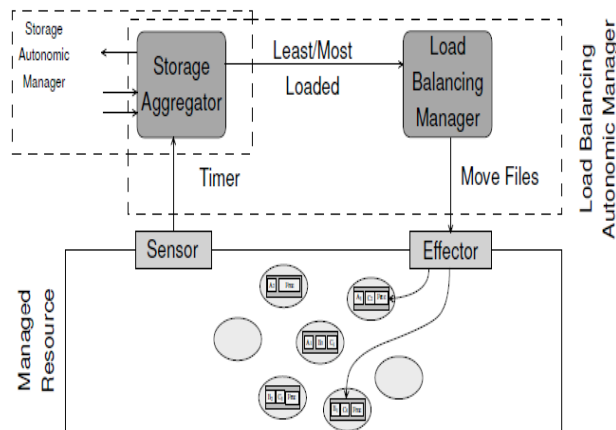 Storage
Autonomic
Manager
Storage
Aggregator
Least/Most
Loaded
Load
Balancing
Manager
Load Balancing
Autonomic Manager
Timer
Move Files
Sensor
Effector
Managed
Resource